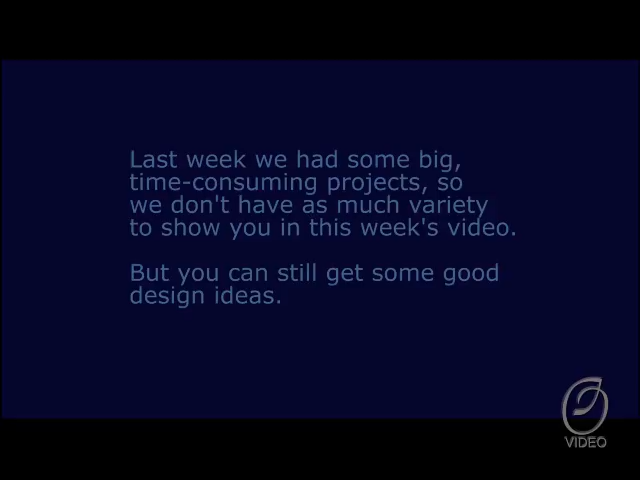 Last week we had some big,
time-consuming projects, so
we don't have as much variety
to show you in this week's video.
But you can still get some good
design ideas.
VIDEO